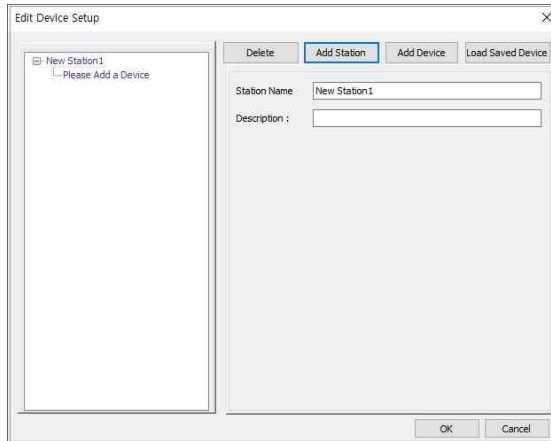 Edit Device Setup
New Station1
Please Add a Device
Delete
Add Station
Add Device
Load Saved Device
Station Name
New Station1
Description :
OK
Cancel